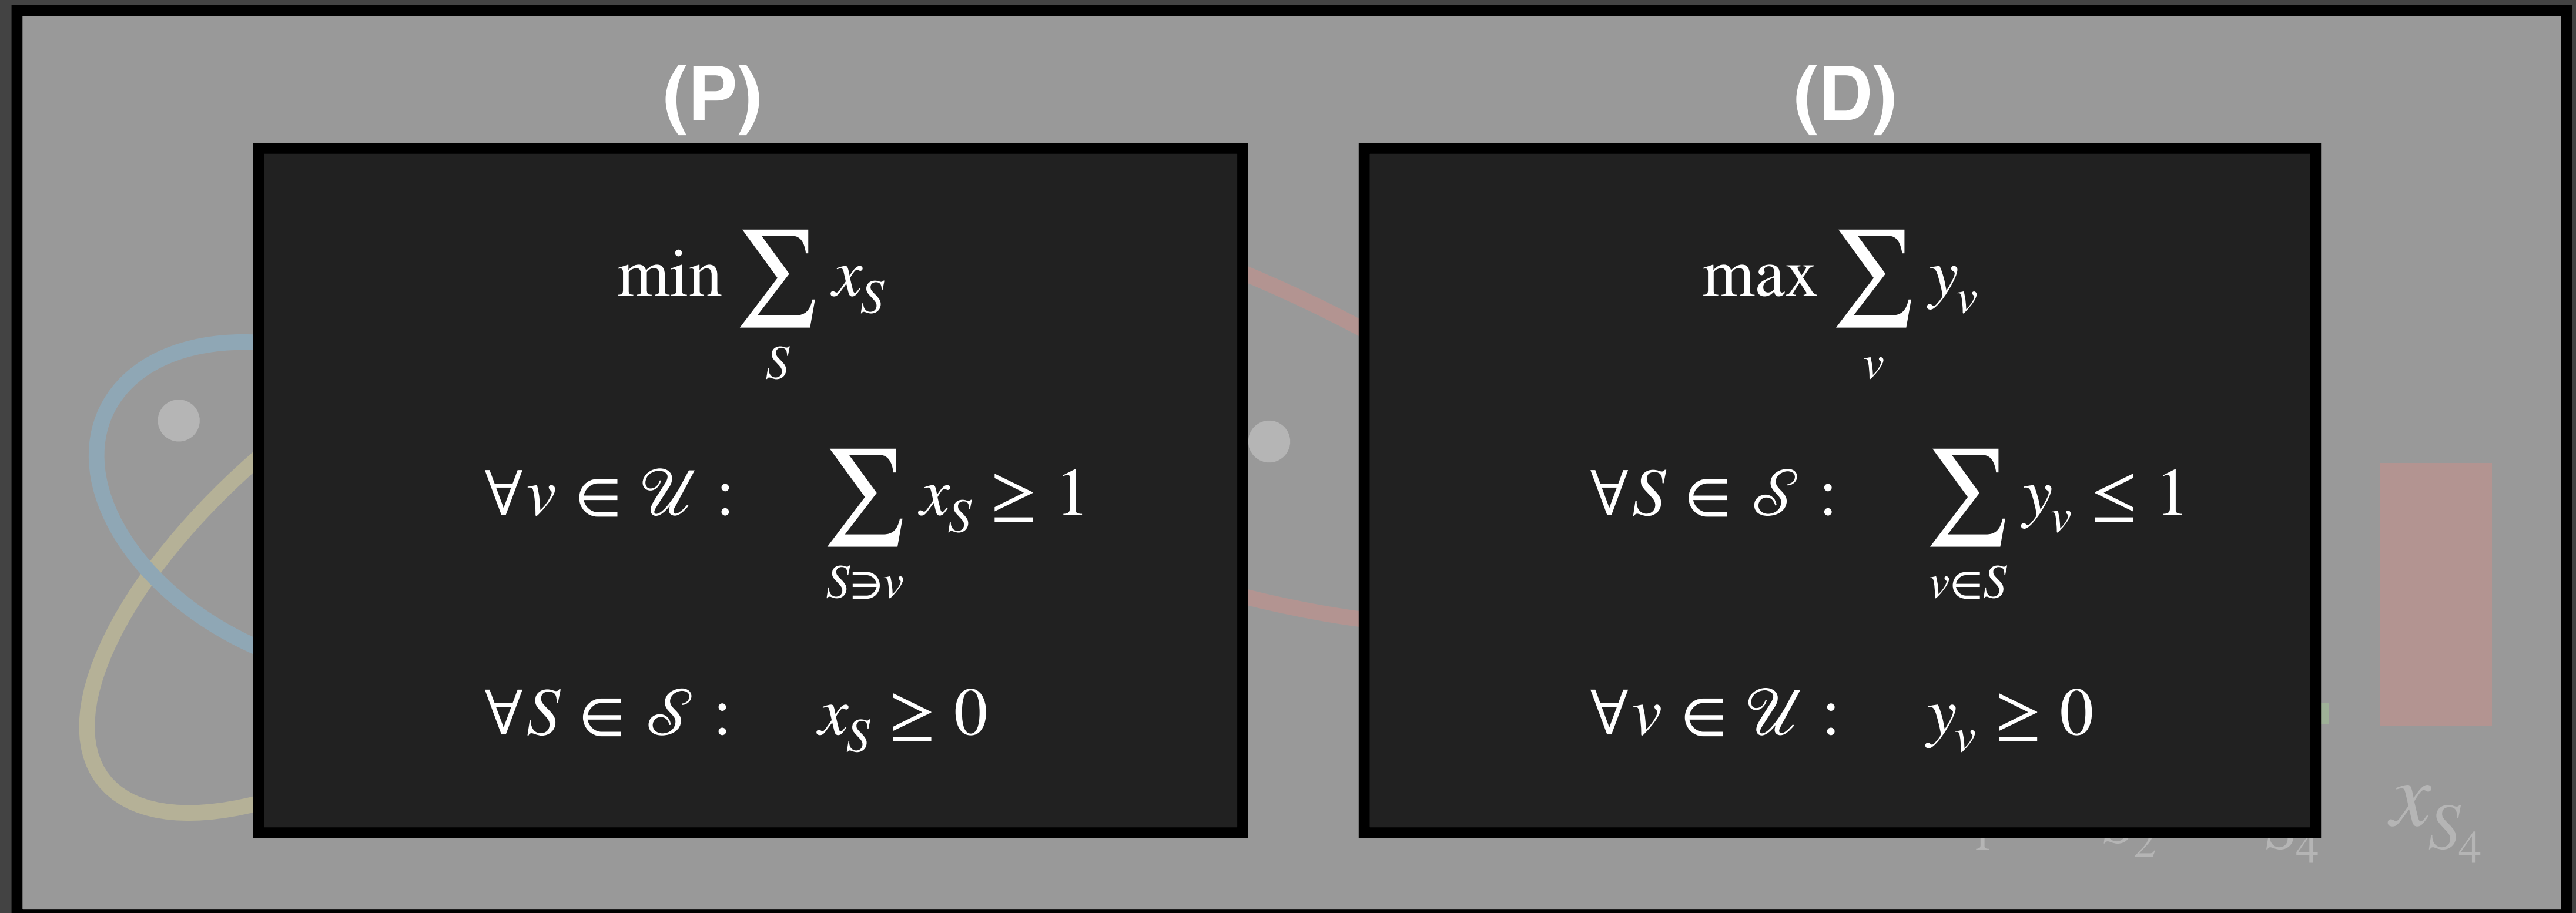 (P)
min ∑_S x_S
∀v ∈ 𝒰 : ∑_{S∋v} x_S ≥ 1
∀S ∈ 𝒮 : x_S ≥ 0
(D)
max ∑_v y_v
∀S ∈ 𝒮 : ∑_{v∈S} y_v ≤ 1
∀v ∈ 𝒰 : y_v ≥ 0
x_{S_4}